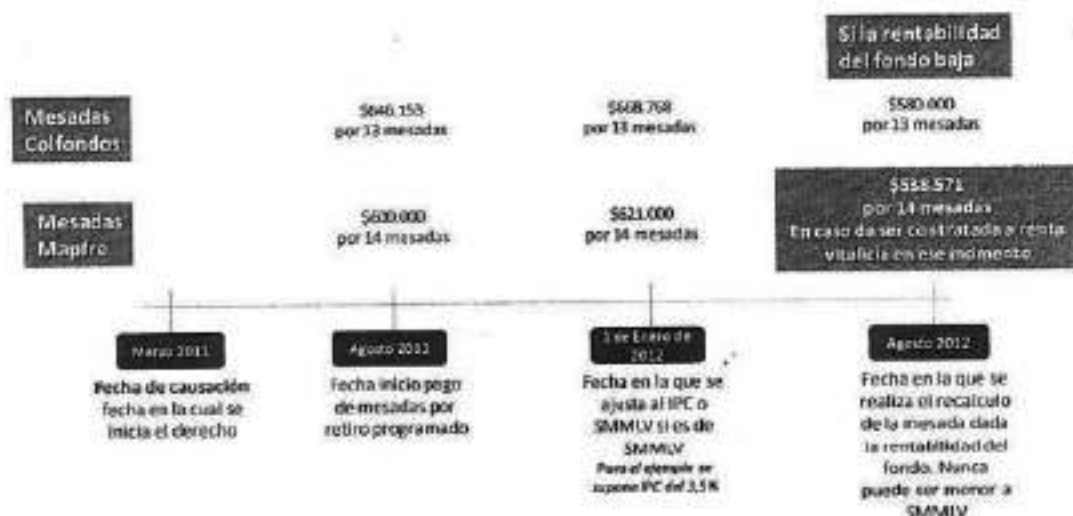 Si la rentabilidad
del fondo baja
Mesadas
Colfondos
$646.153
por 13 mesadas
$668.768
por 13 mesadas
$580.000
por 13 mesadas
Mesadas
Mapfre
$600.000
por 14 mesadas
$621.000
por 14 mesadas
$538.571
por 14 mesadas
En caso de ser contratada a renta
vitalicia en ese momento
Marzo 2011
Fecha de causación
fecha en la cual se
inicia el derecho
Agosto
Fecha inicio pago
de mesadas por
retiro programado
1 de Enero de
2012
Fecha en la que se
ajusta al IPC o
SMMLV si es de
SMMLV
Para el ejemplo se
supone IPC del 3,5%
Agosto 2012
Fecha en la que se
realiza el recalculo
de la mesada dada
la rentabilidad del
fondo. Nunca
puede ser menor a
SMMLV